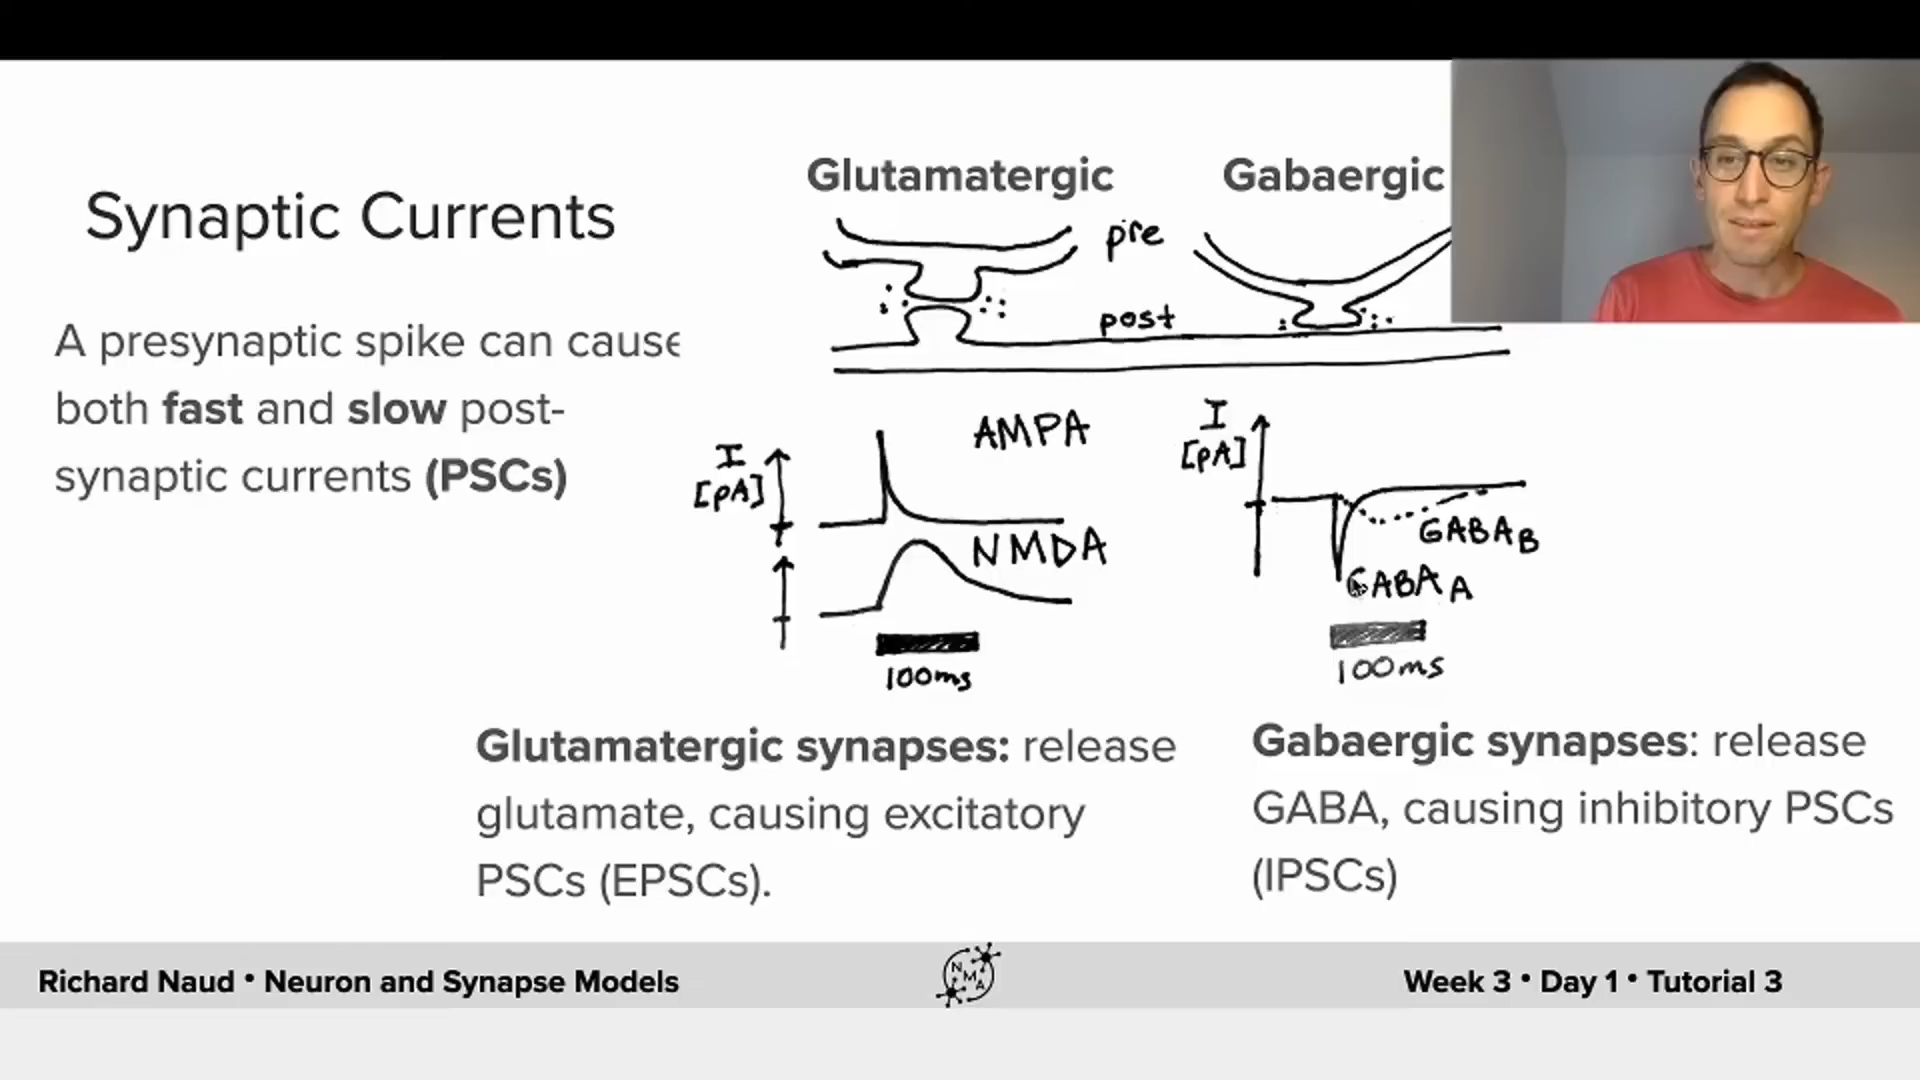 Synaptic Currents
A presynaptic spike can cause
both fast and slow post-
synaptic currents (PSCs)
Glutamatergic
Gabaergic
pre
post
I
[pA]
AMPA
NMDA
100ms
I
[pA]
GABA B
GABA A
100ms
Glutamatergic synapses: release
glutamate, causing excitatory
PSCs (EPSCs).
Gabaergic synapses: release
GABA, causing inhibitory PSCs
(IPSCs)
Richard Naud • Neuron and Synapse Models
N
M
A
Week 3 • Day 1 • Tutorial 3